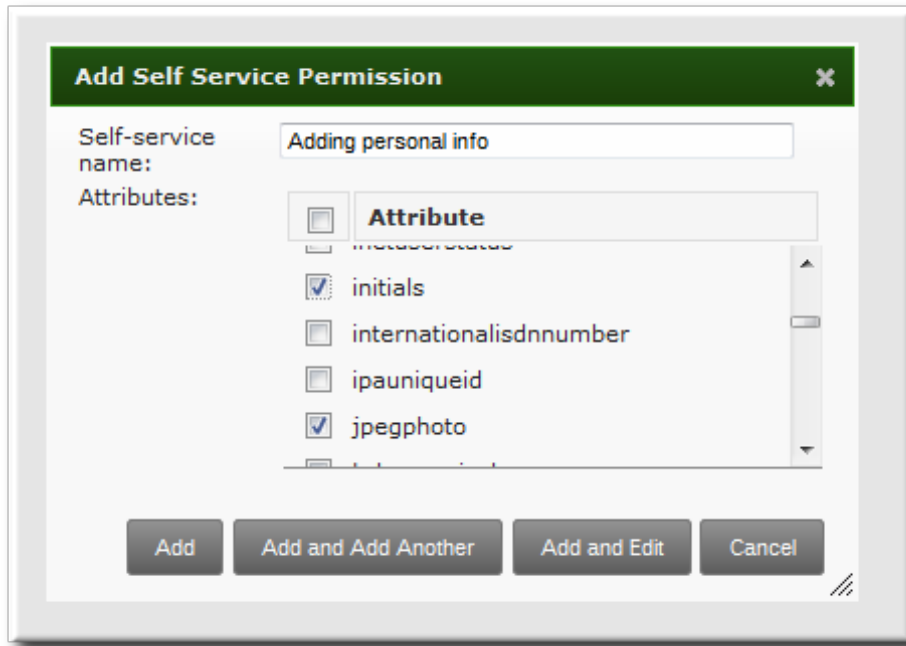 Add Self Service Permission
Self-service
name:
Adding personal info
Attributes:
Attribute
initials
internationalisdnnumber
ipauniqueid
jpegphoto
Add
Add and Add Another
Add and Edit
Cancel